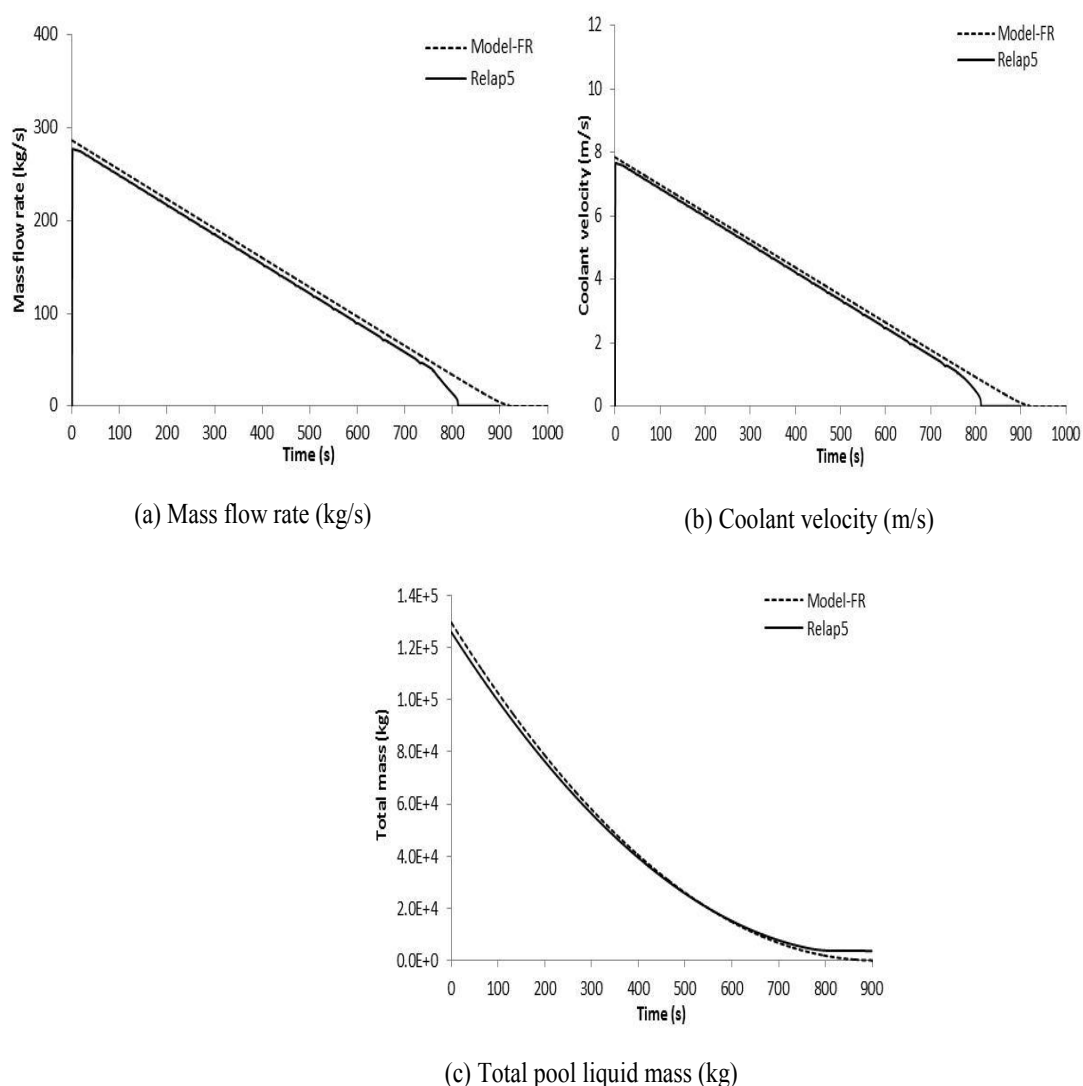 400
300
200
100
0
Mass flow rate (kg/s)
Model-FR
Relap5
0 100 200 300 400 500 600 700 800 900 1000
Time (s)
(a) Mass flow rate (kg/s)
12
10
8
6
4
2
0
Coolant velocity (m/s)
Model-FR
Relap5
0 100 200 300 400 500 600 700 800 900 1000
Time (s)
(b) Coolant velocity (m/s)
1.4E+5
1.2E+5
1.0E+5
8.0E+4
6.0E+4
4.0E+4
2.0E+4
0.0E+0
Total mass (kg)
Model-FR
Relap5
0 100 200 300 400 500 600 700 800 900
Time (s)
(c) Total pool liquid mass (kg)